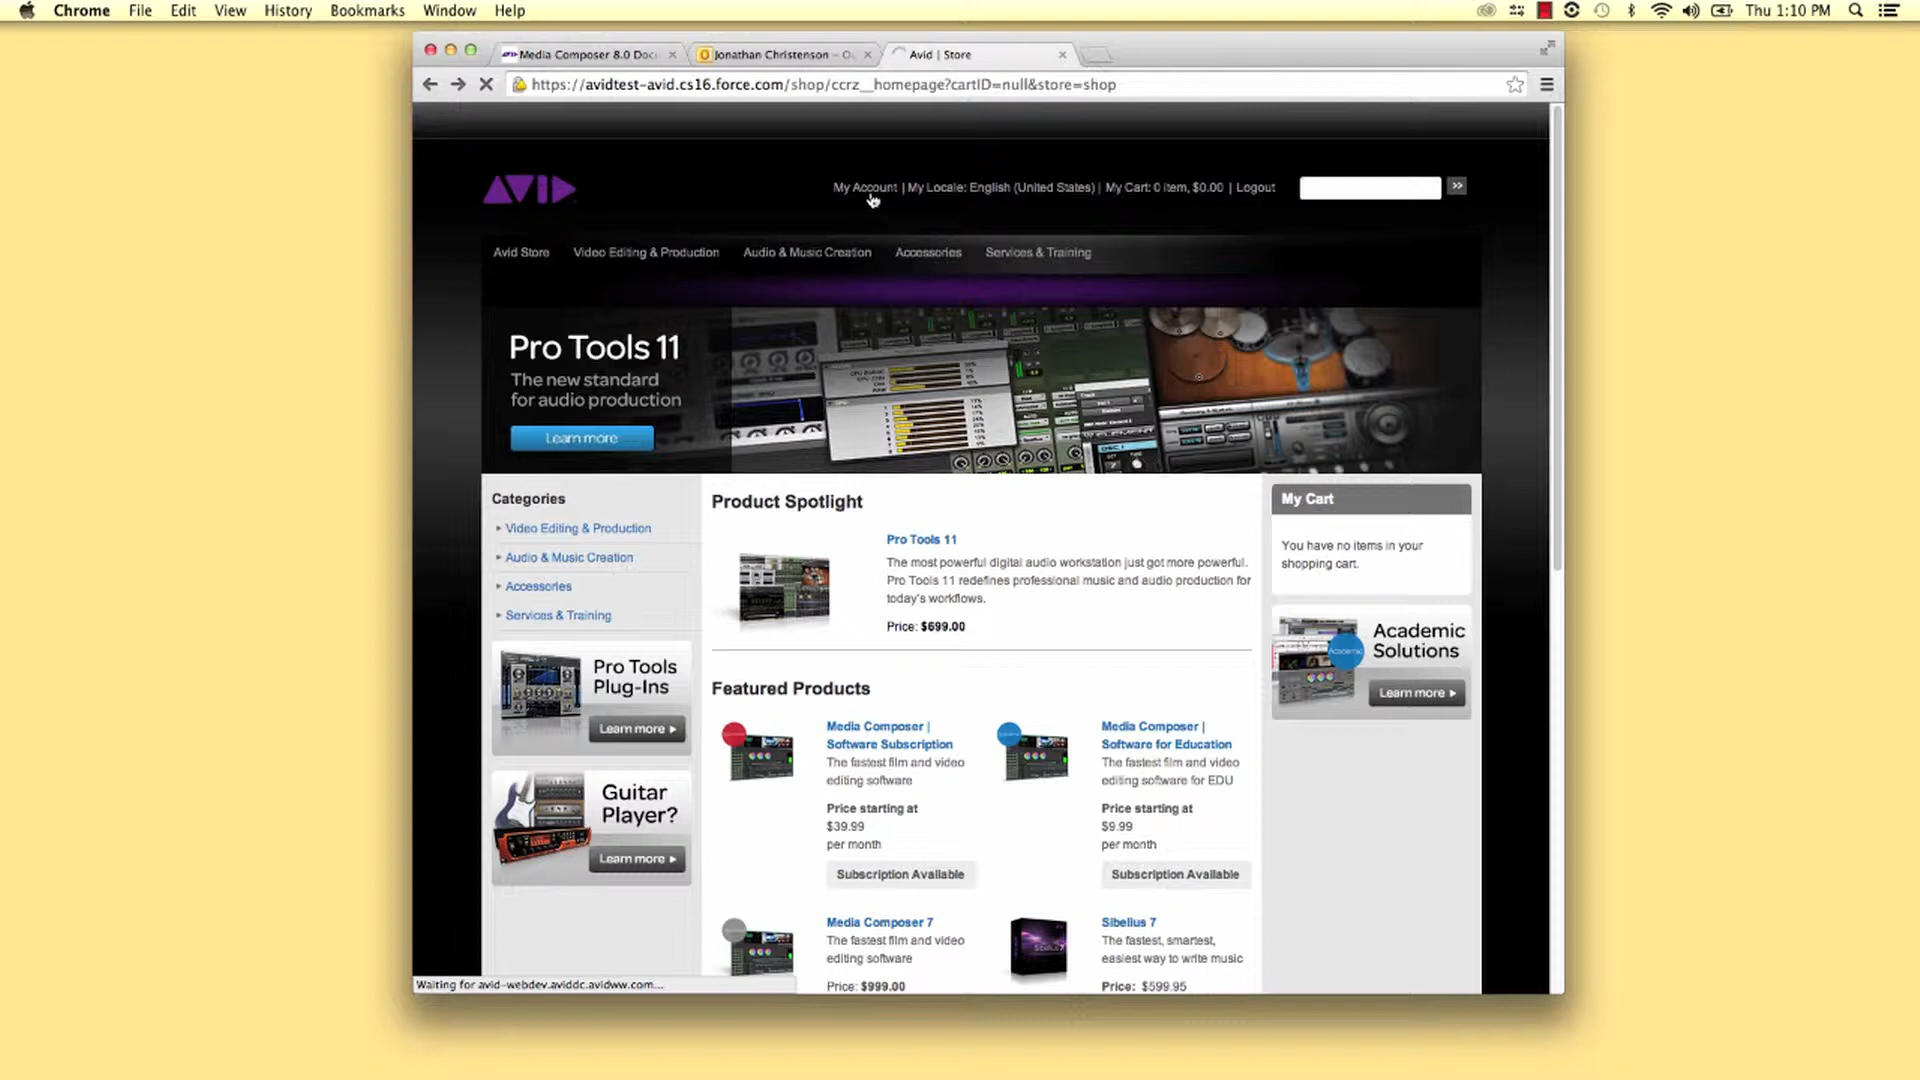 Chrome File Edit View History Bookmarks Window Help Thu 1:10 PM
Media Composer 8.0 Docu Jonathan Christenson – Ou Avid | Store
https://avidtest-avid.cs16.force.com/shop/ccrz__homepage?cartID=null&store=shop
AVID
My Account | My Locale: English (United States) | My Cart: 0 item, $0.00 | Logout >>
Avid Store Video Editing & Production Audio & Music Creation Accessories Services & Training
Pro Tools 11
The new standard
for audio production
Learn more
Categories
Video Editing & Production
Audio & Music Creation
Accessories
Services & Training
Pro Tools
Plug-Ins
Learn more
Guitar
Player?
Learn more
Product Spotlight
Pro Tools 11
The most powerful digital audio workstation just got more powerful.
Pro Tools 11 redefines professional music and audio production for
today's workflows.
Price: $699.00
Featured Products
Media Composer |
Software Subscription
The fastest film and video
editing software
Price starting at
$39.99
per month
Subscription Available
Media Composer |
Software for Education
The fastest film and video
editing software for EDU
Price starting at
$9.99
per month
Subscription Available
Media Composer 7
The fastest film and video
editing software
Price: $999.00
Sibelius 7
The fastest, smartest,
easiest way to write music
Price: $599.95
My Cart
You have no items in your
shopping cart.
Academic
Academic
Solutions
Learn more
Waiting for avid-webdev.aviddc.avidww.com...